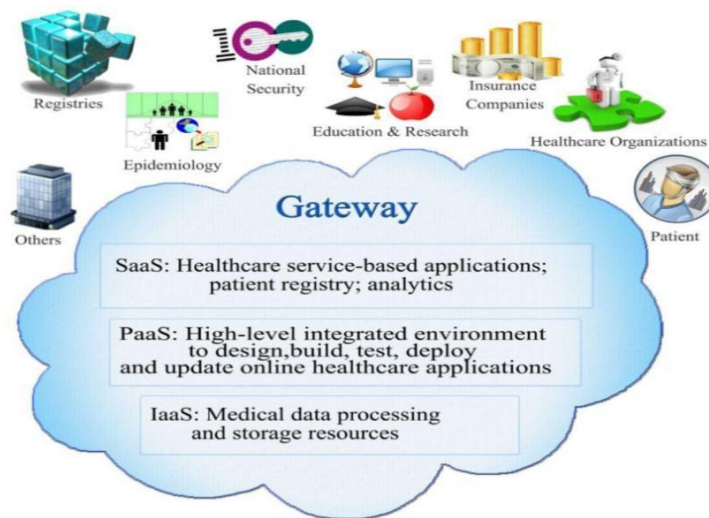 Registries
National
Security
Insurance
Companies
Education & Research
Healthcare Organizations
Epidemiology
Others
Patient
Gateway
SaaS: Healthcare service-based applications;
patient registry; analytics
PaaS: High-level integrated environment
to design,build, test, deploy
and update online healthcare applications
IaaS: Medical data processing
and storage resources